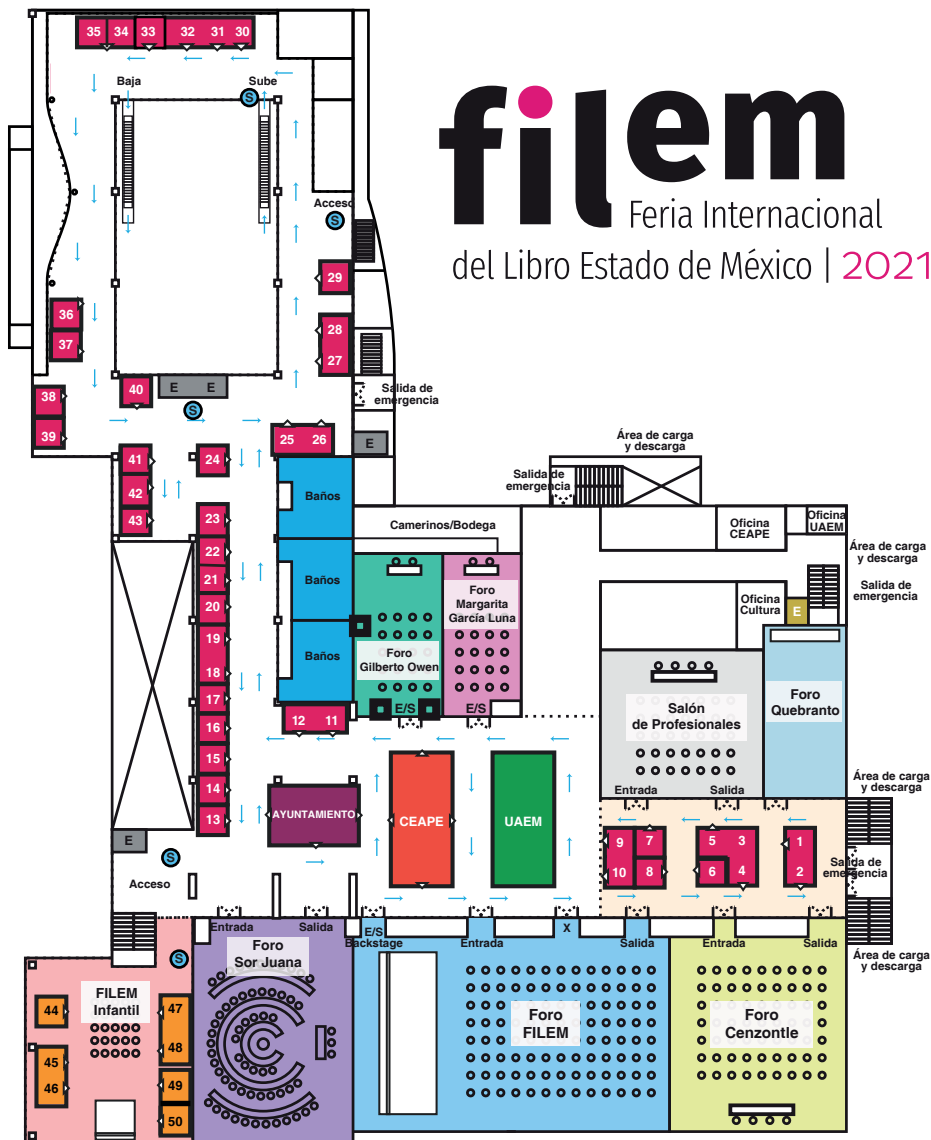 filem
Feria Internacional
del Libro Estado de México | 2021
35 34 33 32 31 30
Baja
Sube
S
Acceso
S
29
28
27
36
37
38
39
40
E E
S
Salida de
emergencia
E
25 26
41
42
43
24
23
22
21
20
19
18
17
16
15
14
13
Baños
Baños
Baños
12 11
Camerinos/Bodega
Foro
Gilberto Owen
E/S
Foro
Margarita
García Luna
E/S
Área de carga
y descarga
Salida de
emergencia
Oficina
CEAPE
Oficina
UAEM
Área de carga
y descarga
Salida de
emergencia
Oficina
Cultura
E
Salón
de Profesionales
Foro
Quebranto
Entrada
Salida
Área de carga
y descarga
AYUNTAMIENTO
CEAPE
UAEM
9
10
7
8
5 3
6 4
1
2
Salida de
emergencia
Área de carga
y descarga
E
S
Acceso
S
Entrada
Salida
E/S
Backstage
Entrada
X
Salida
Entrada
Salida
FILEM
Infantil
44
45
46
47
48
49
50
Foro
Sor Juana
Foro
FILEM
Foro
Cenzontle